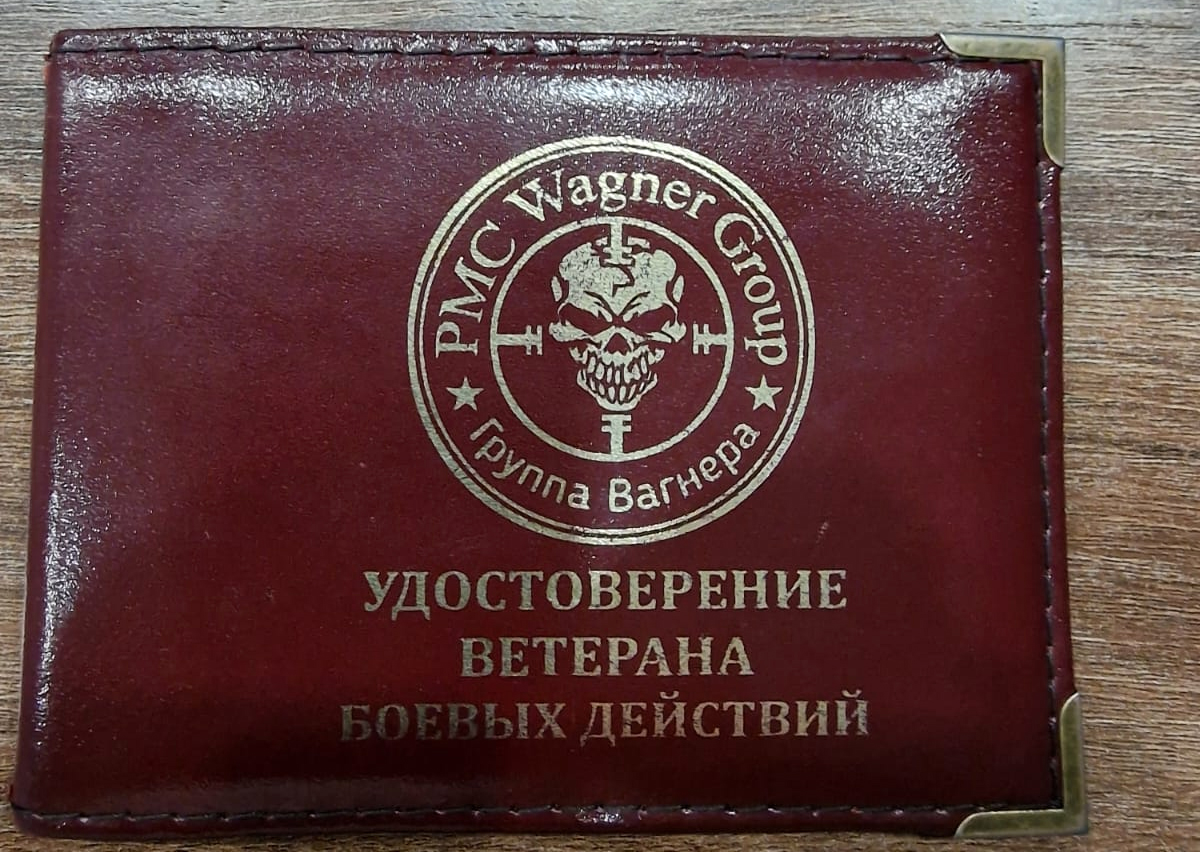 PMC Wagner Group
Группа Вагнера
УДОСТОВЕРЕНИЕ
ВЕТЕРАНА
БОЕВЫХ ДЕЙСТВИЙ